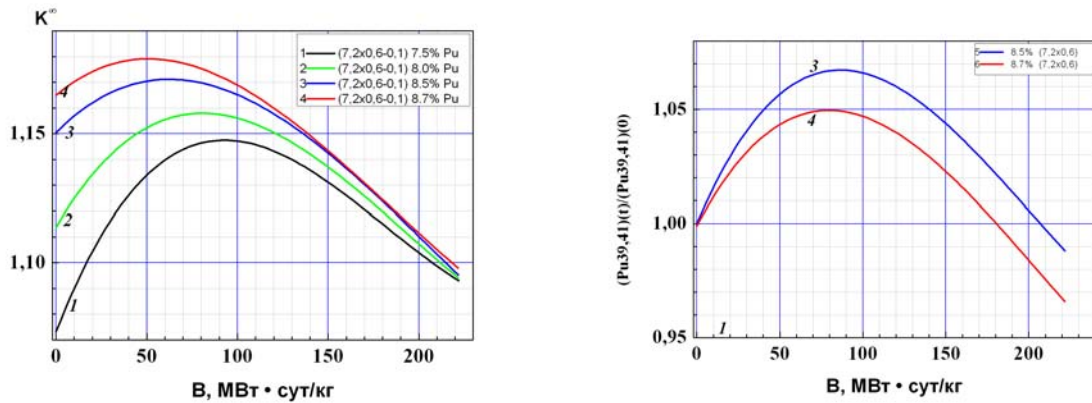 K∞
1 (7,2x0,6-0,1) 7.5% Pu
2 (7,2x0,6-0,1) 8.0% Pu
3 (7,2x0,6-0,1) 8.5% Pu
4 (7,2x0,6-0,1) 8.7% Pu
1,15
1,10
4
3
2
1
0 50 100 150 200
B, МВт • сут/кг
(Pu39,41)(t)/(Pu39,41)(0)
5 8.5% (7,2x0,6)
6 8.7% (7,2x0,6)
1,05
1,00
0,95
3
4
1
0 50 100 150 200
B, МВт • сут/кг